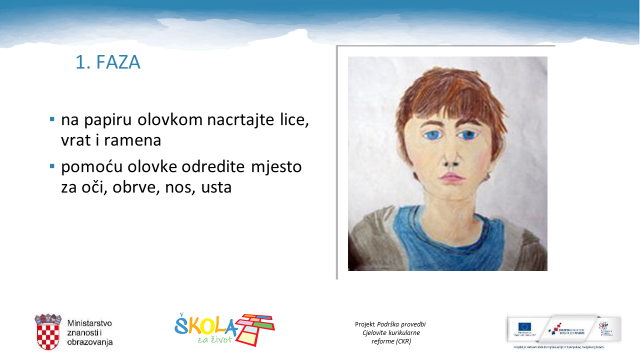 1. FAZA
▪ na papiru olovkom nacrtajte lice,
vrat i ramena
▪ pomoću olovke odredite mjesto
za oči, obrve, nos, usta
Ministarstvo
znanosti i
obrazovanja
ŠKOLA
za život
Projekt Podrška provedbi
Cjelovite kurikularne
reforme (CKR)